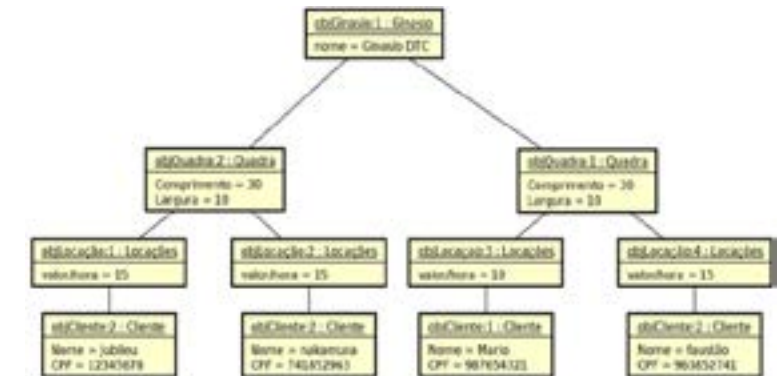 objGinasio:1 : Ginasio
nome = Ginasio DTC
objQuadra:2 : Quadra
Comprimento = 30
Largura = 10
objQuadra:1 : Quadra
Comprimento = 30
Largura = 10
objLocação:1 : Locações
valor/hora = 15
objLocação:2 : Locações
valor/hora = 15
objLocação:3 : Locações
valor/hora = 10
objLocação:4 : Locações
valor/hora = 15
objCliente:2 : Cliente
Nome = jubileu
CPF = 12345678
objCliente:2 : Cliente
Nome = nakamura
CPF = 741852963
objCliente:1 : Cliente
Nome = Mario
CPF = 987654321
objCliente:2 : Cliente
Nome = faustão
CPF = 963852741